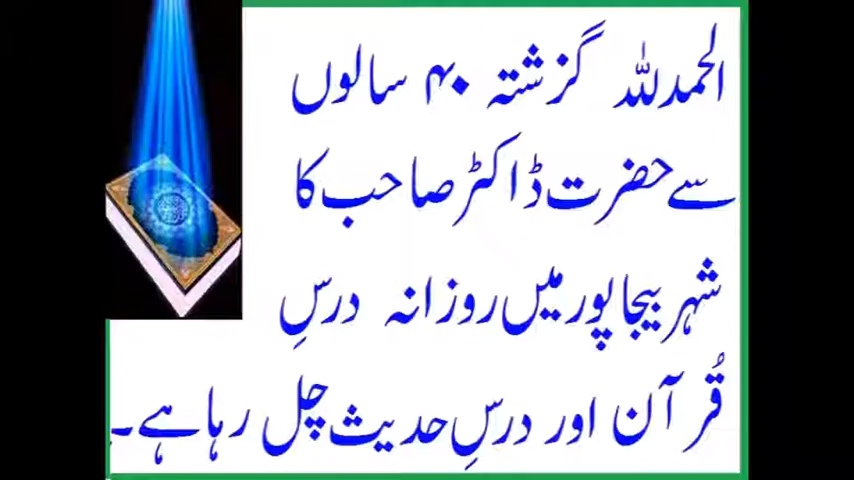 الحمدللہ گزشتہ ۴۰ سالوں
سے حضرت ڈاکٹر صاحب کا
شہر بیجاپور میں روزانہ درسِ
قُرآن اور درسِ حدیث چل رہا ہے۔